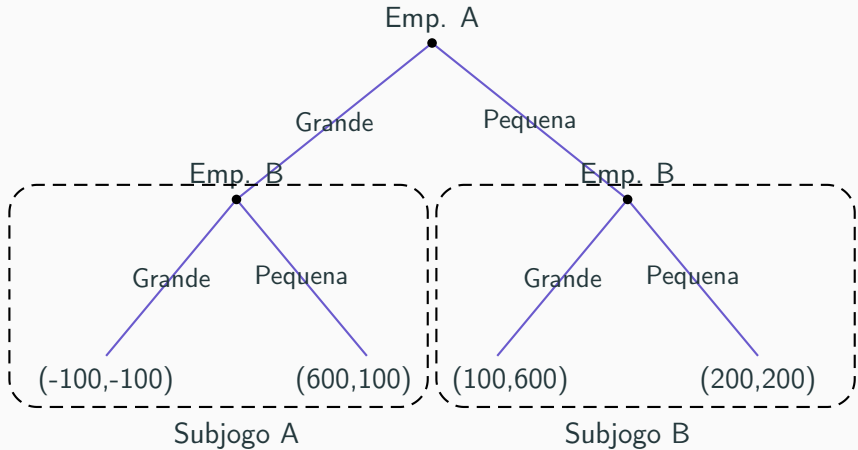 Emp. A
Grande
Pequena
Emp. B
Emp. B
Grande
Pequena
Grande
Pequena
(-100,-100)
(600,100)
(100,600)
(200,200)
Subjogo A
Subjogo B